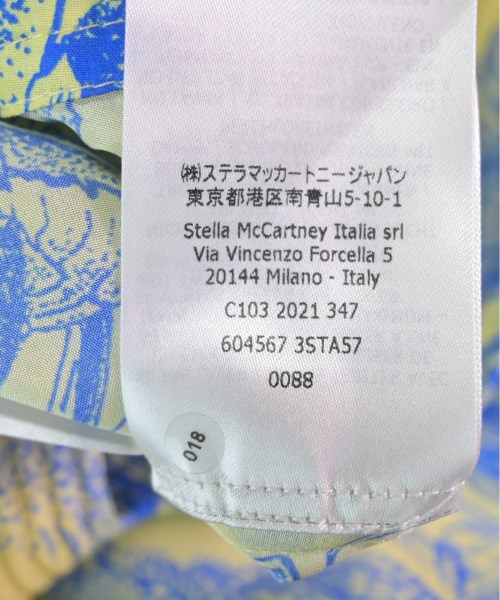 ㈱ステラマッカートニージャパン
東京都港区南青山5-10-1
Stella McCartney Italia srl
Via Vincenzo Forcella 5
20144 Milano - Italy
C103 2021 347
604567 3STA57
0088
018